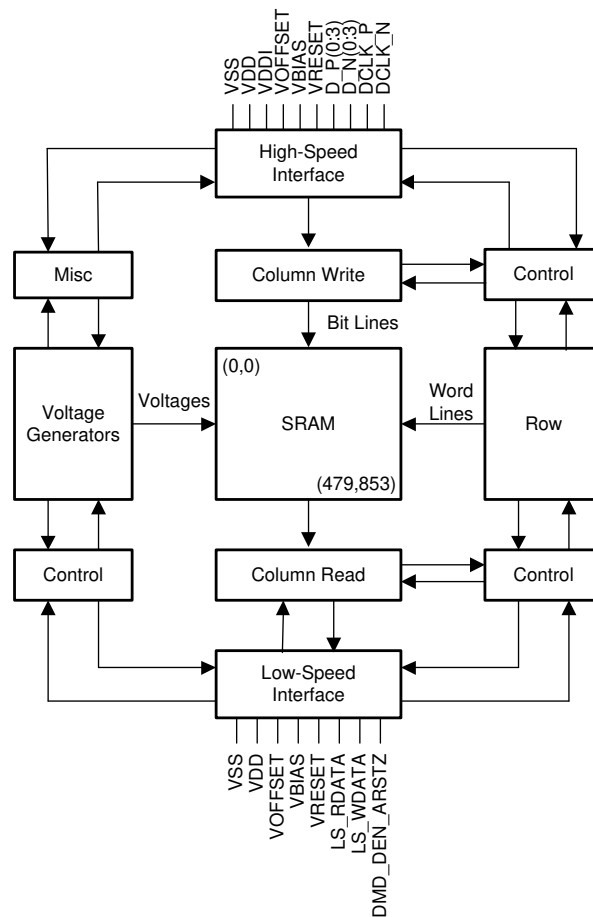 VSS
VDD
VDDI
VOFFSET
VBIAS
VRESET
D_P(0:3)
D_N(0:3)
DCLK_P
DCLK_N
High-Speed
Interface
Misc
Column Write
Control
Bit Lines
(0,0)
Voltage
Generators
Voltages
SRAM
Word
Lines
Row
(479,853)
Control
Column Read
Control
Low-Speed
Interface
VSS
VDD
VOFFSET
VBIAS
VRESET
LS_RDATA
LS_WDATA
DMD_DEN_ARSTZ